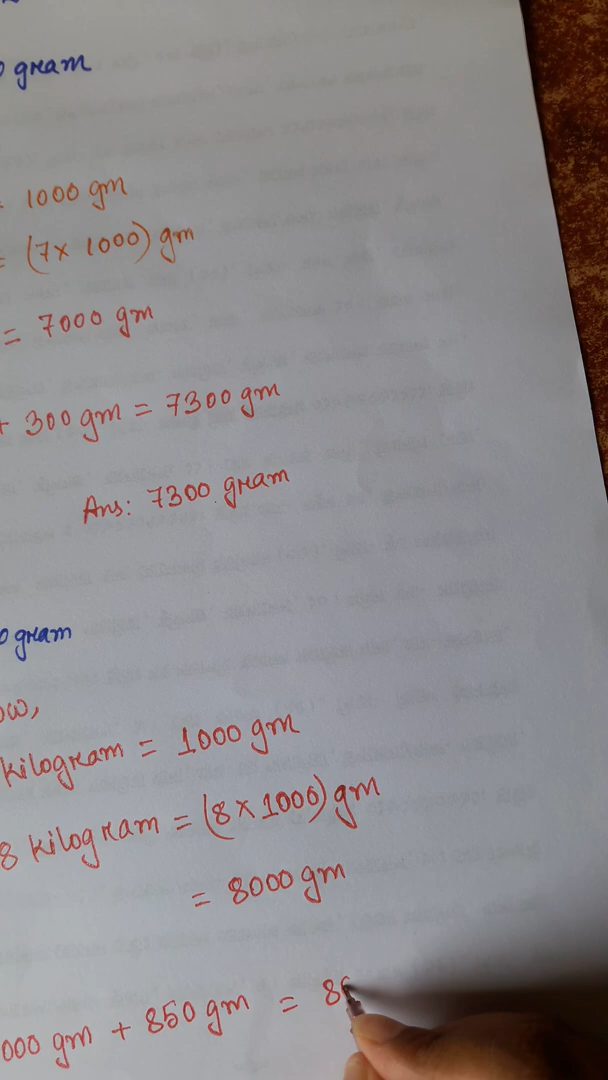 gram
= 1000 gm
= (7× 1000) gm
= 7000 gm
+ 300 gm = 7300 gm
Ans: 7300 gram
gram
kilogram = 1000 gm
8 kilogram = (8×1000) gm
= 8000 gm
000 gm + 850 gm = 8